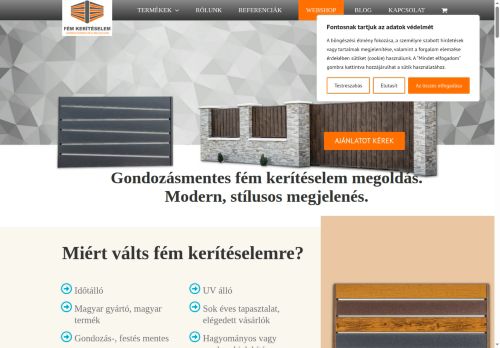 FÉM KERÍTÉSELEM
TERMÉKEK
RÓLUNK
REFERENCIÁK
WEBSHOP
BLOG
KAPCSOLAT
Fontosnak tartjuk az adatok védelmét
A böngészési élmény fokozása, a személyre szabott hirdetések
vagy tartalmak megjelenítése, valamint a forgalom elemzése
érdekében sütiket (cookie) használunk. A "Mindet elfogadom"
gombra kattintva hozzájárulhat a sütik használatához.
Testreszabás
Elutasít
Az összes elfogadása
AJÁNLATOT KÉREK
Gondozásmentes fém kerítéselem megoldás.
Modern, stílusos megjelenés.
Miért válts fém kerítéselemre?
Időtálló
Magyar gyártó, magyar
termék
Gondozás-, festés mentes
UV álló
Sok éves tapasztalat,
elégedett vásárlók
Hagyományos vagy